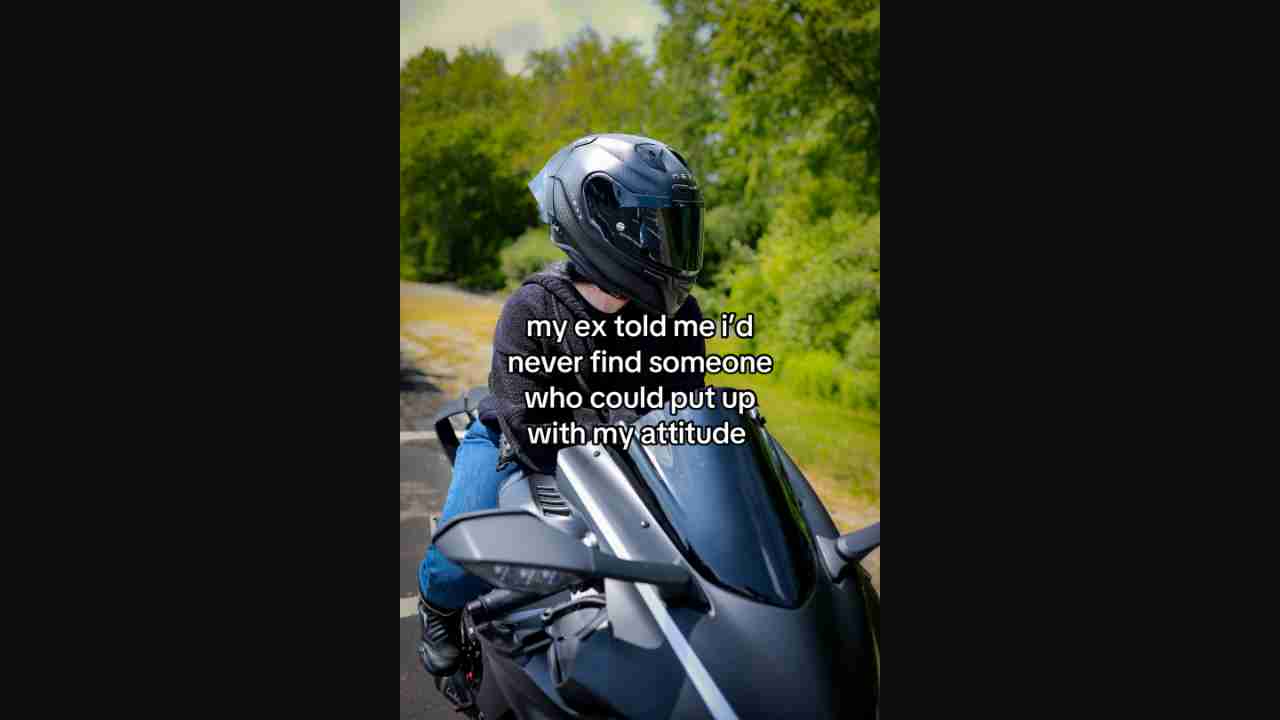 my ex told me i’d
never find someone
who could put up
with my attitude